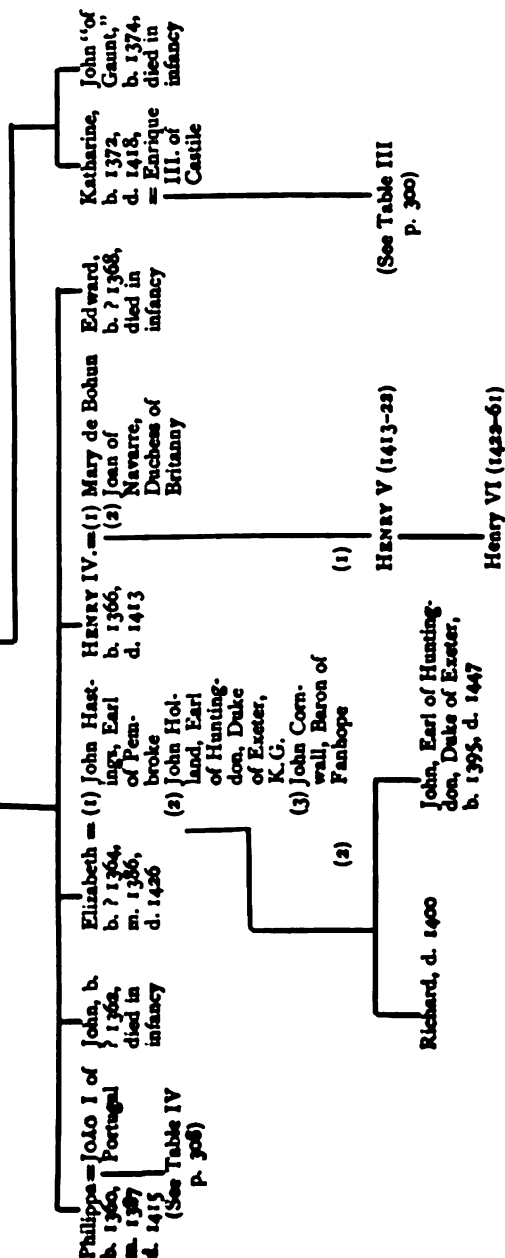 Philippa = JOÃO I of
b. 1360, Portugal
m. 1387
d. 1415
(See Table IV
p. 308)
John, b.
? 1362,
died in
infancy
Elizabeth = (1) John Hast-
b. ? 1364, ings, Earl
m. 1386, of Pem-
d. 1426 broke
(2) John Hol-
land, Earl
of Hunting-
don, Duke
of Exeter,
K.G.
(3) John Corn-
wall, Baron of
Fanhope
(2)
Richard, d. 1400
John, Earl of Hunting-
don, Duke of Exeter,
b. 1395, d. 1447
HENRY IV. = (1) Mary de Bohun
b. 1366, (2) Joan of
d. 1413 Navarre,
Duchess of
Britanny
(1)
HENRY V (1413-22)
Henry VI (1422-61)
Edward,
b. ? 1368,
died in
infancy
Katharine,
b. 1372,
d. 1418,
= Enrique
III. of
Castile
(See Table III
p. 300)
John "of
Gaunt,"
b. 1374,
died in
infancy